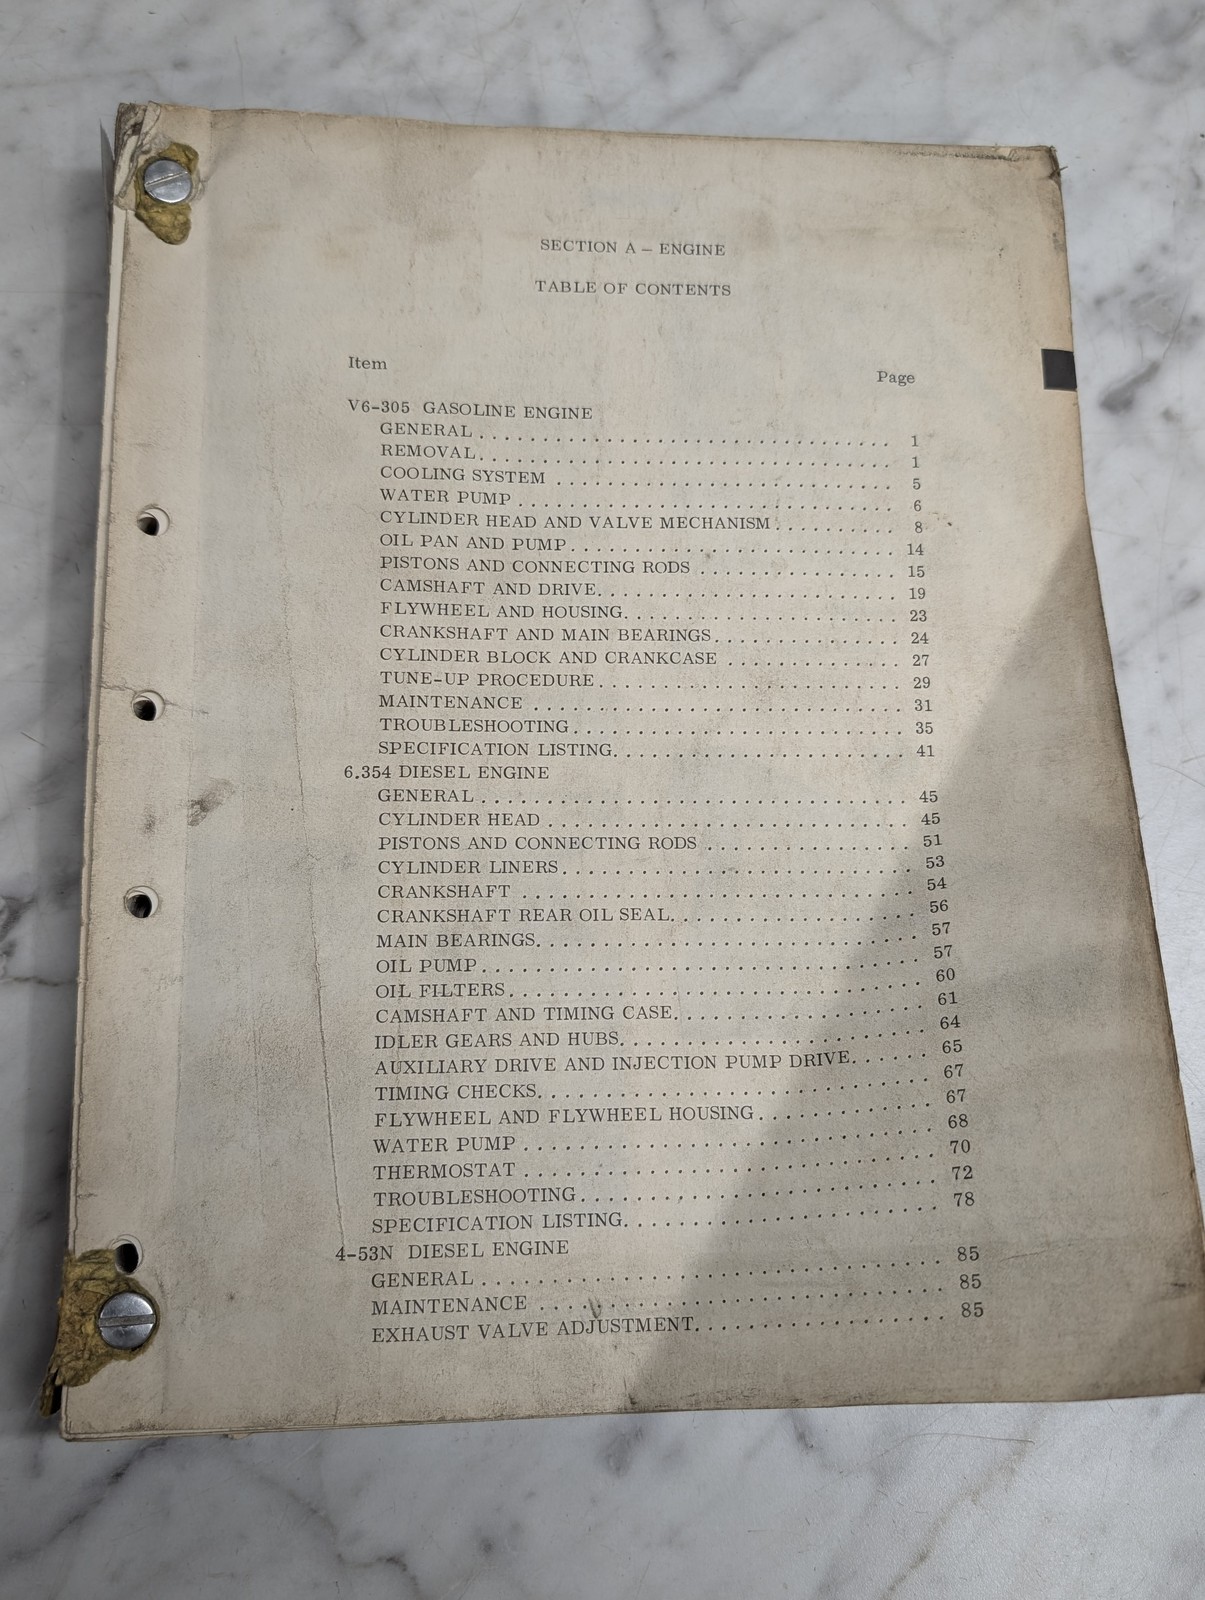 SECTION A – ENGINE
TABLE OF CONTENTS
Item Page
V6-305 GASOLINE ENGINE
GENERAL 1
REMOVAL 1
COOLING SYSTEM 5
WATER PUMP 6
CYLINDER HEAD AND VALVE MECHANISM 8
OIL PAN AND PUMP 14
PISTONS AND CONNECTING RODS 15
CAMSHAFT AND DRIVE 19
FLYWHEEL AND HOUSING 23
CRANKSHAFT AND MAIN BEARINGS 24
CYLINDER BLOCK AND CRANKCASE 27
TUNE-UP PROCEDURE 29
MAINTENANCE 31
TROUBLESHOOTING 35
SPECIFICATION LISTING 41
6.354 DIESEL ENGINE
GENERAL 45
CYLINDER HEAD 45
PISTONS AND CONNECTING RODS 51
CYLINDER LINERS 53
CRANKSHAFT 54
CRANKSHAFT REAR OIL SEAL 56
MAIN BEARINGS 57
OIL PUMP 57
OIL FILTERS 60
CAMSHAFT AND TIMING CASE 61
IDLER GEARS AND HUBS 64
AUXILIARY DRIVE AND INJECTION PUMP DRIVE 65
TIMING CHECKS 67
FLYWHEEL AND FLYWHEEL HOUSING 67
WATER PUMP 68
THERMOSTAT 70
TROUBLESHOOTING 72
SPECIFICATION LISTING 78
4-53N DIESEL ENGINE
GENERAL 85
MAINTENANCE 85
EXHAUST VALVE ADJUSTMENT 85